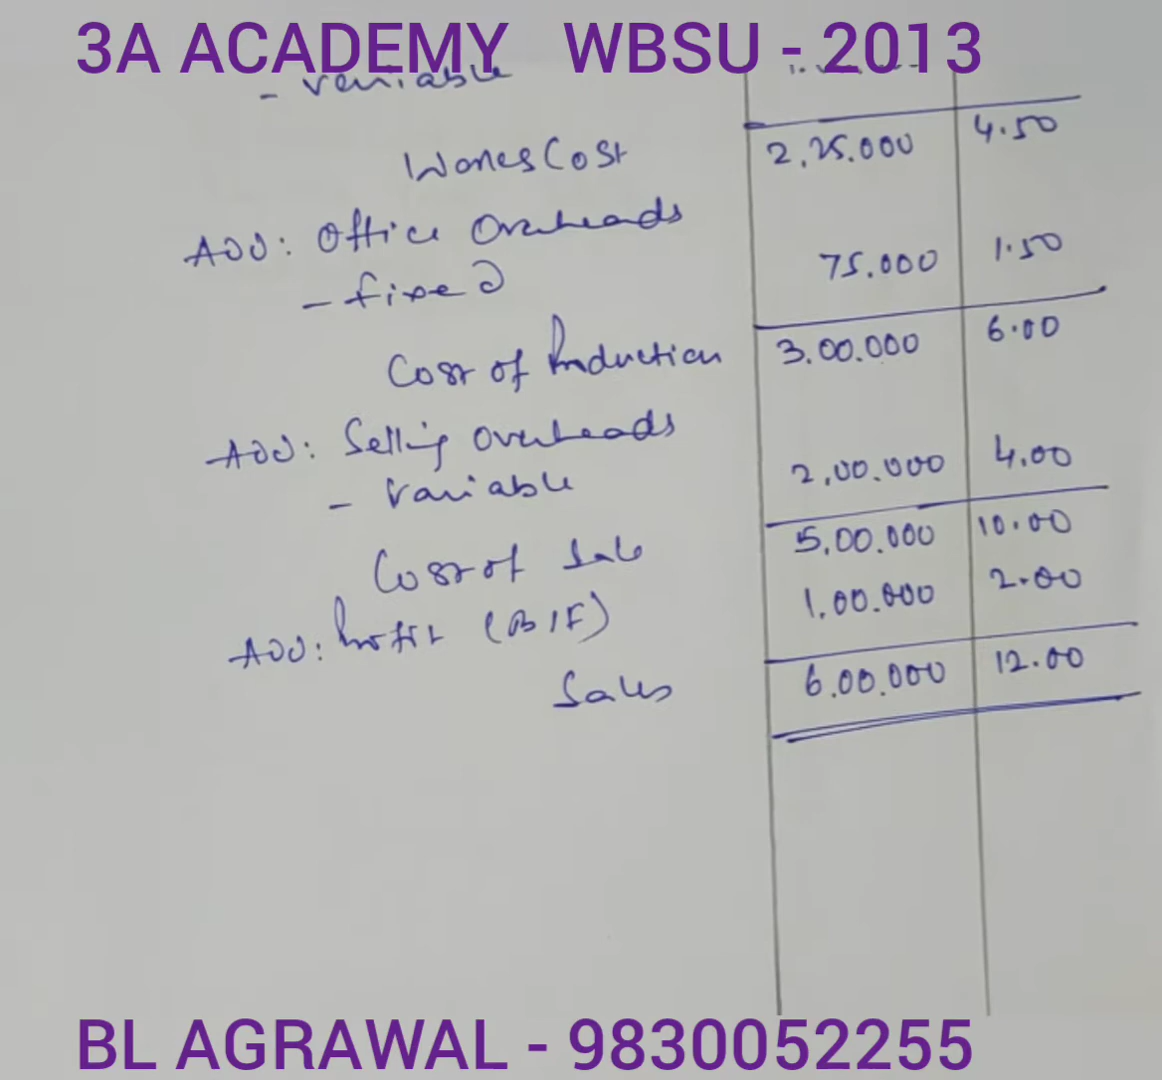 3A ACADEMY WBSU - 2013
- variable
Works Cost 2,25.000 4.50
ADD: Office Overheads
- fixed 75.000 1.50
Cost of Production 3.00.000 6.00
ADD: Selling Overheads
- Variable 2,00.000 4.00
Cost of Sale 5,00.000 10.00
ADD: Profit (B/F) 1,00.000 2.00
Sales 6.00.000 12.00
BL AGRAWAL - 9830052255